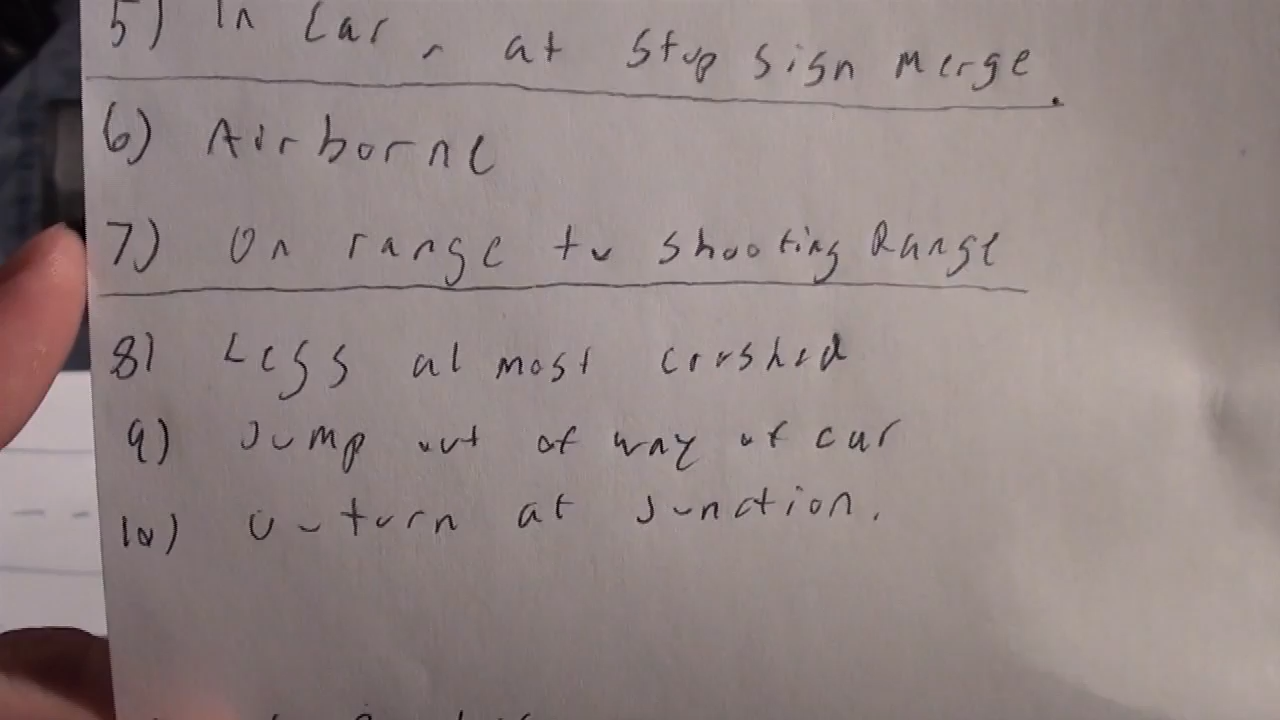 5) In Car, at Stop sign merge.
6) Airborne
7) On range to shooting Range
8) Legs almost crushed
9) Jump out of way of car
10) U-turn at Junction.